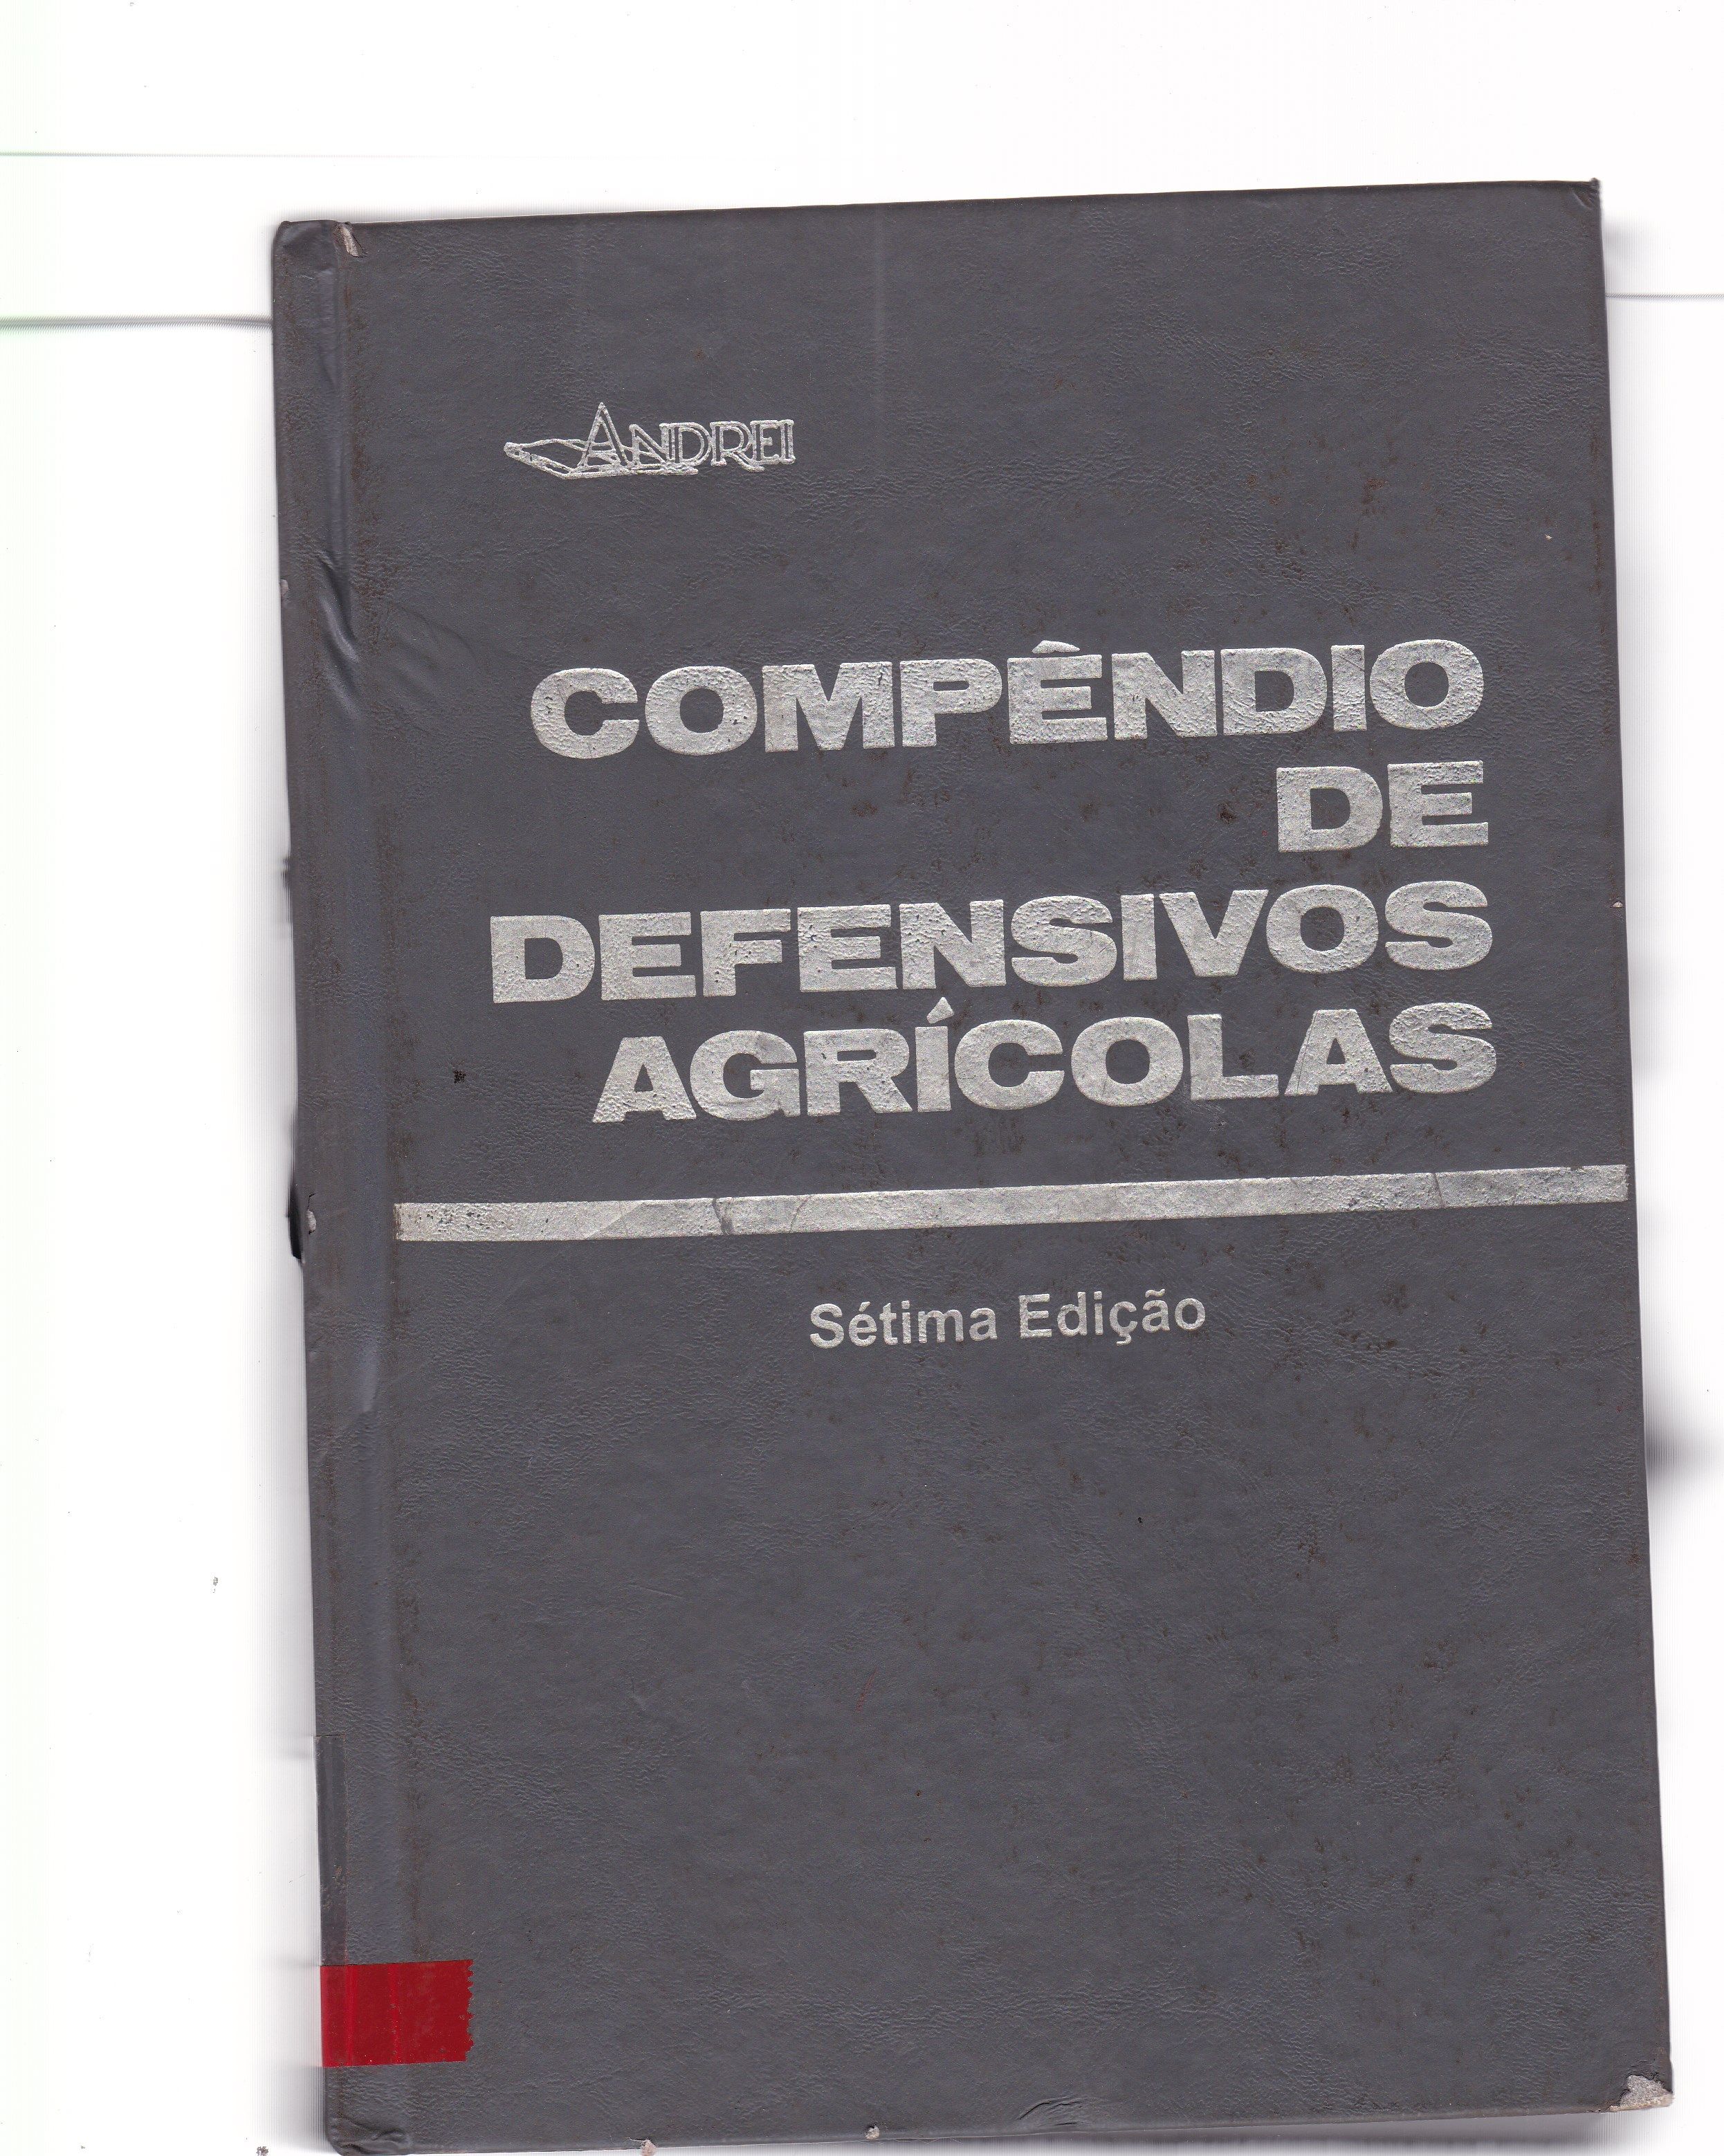 ANDREI
COMPÊNDIO
DE
DEFENSIVOS
AGRÍCOLAS
Sétima Edição